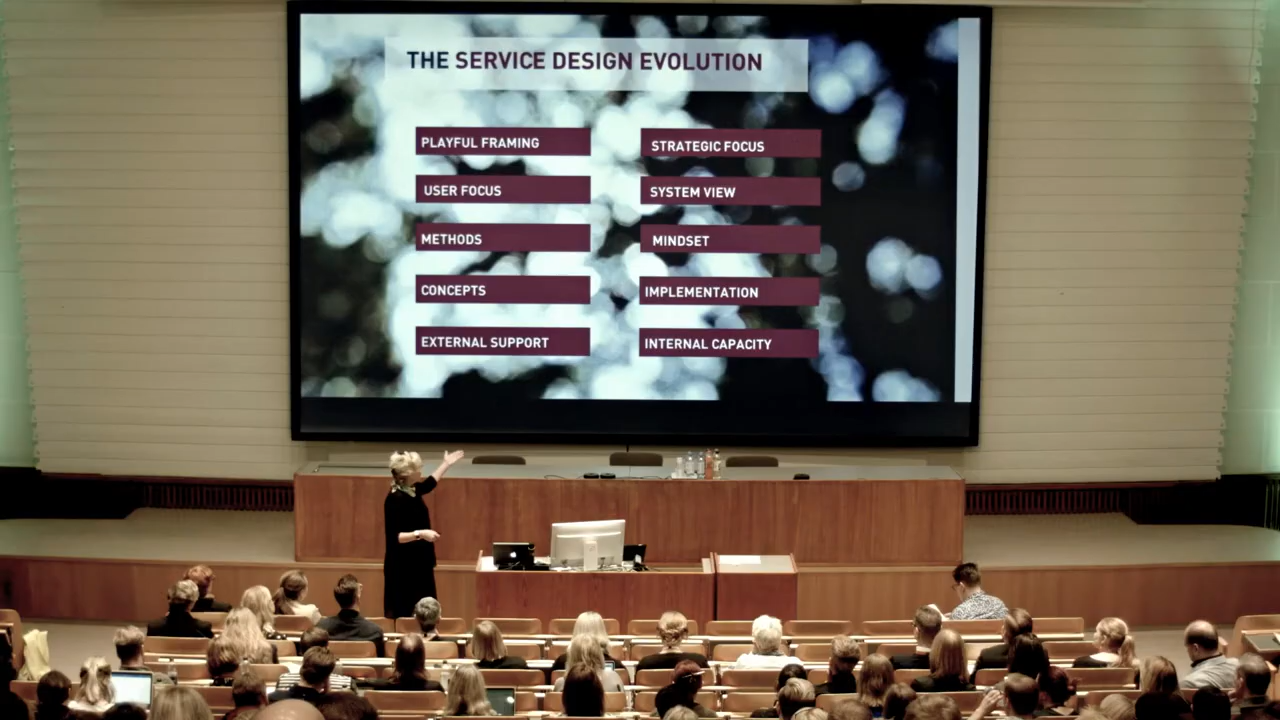 THE SERVICE DESIGN EVOLUTION
PLAYFUL FRAMING
STRATEGIC FOCUS
USER FOCUS
SYSTEM VIEW
METHODS
MINDSET
CONCEPTS
IMPLEMENTATION
EXTERNAL SUPPORT
INTERNAL CAPACITY